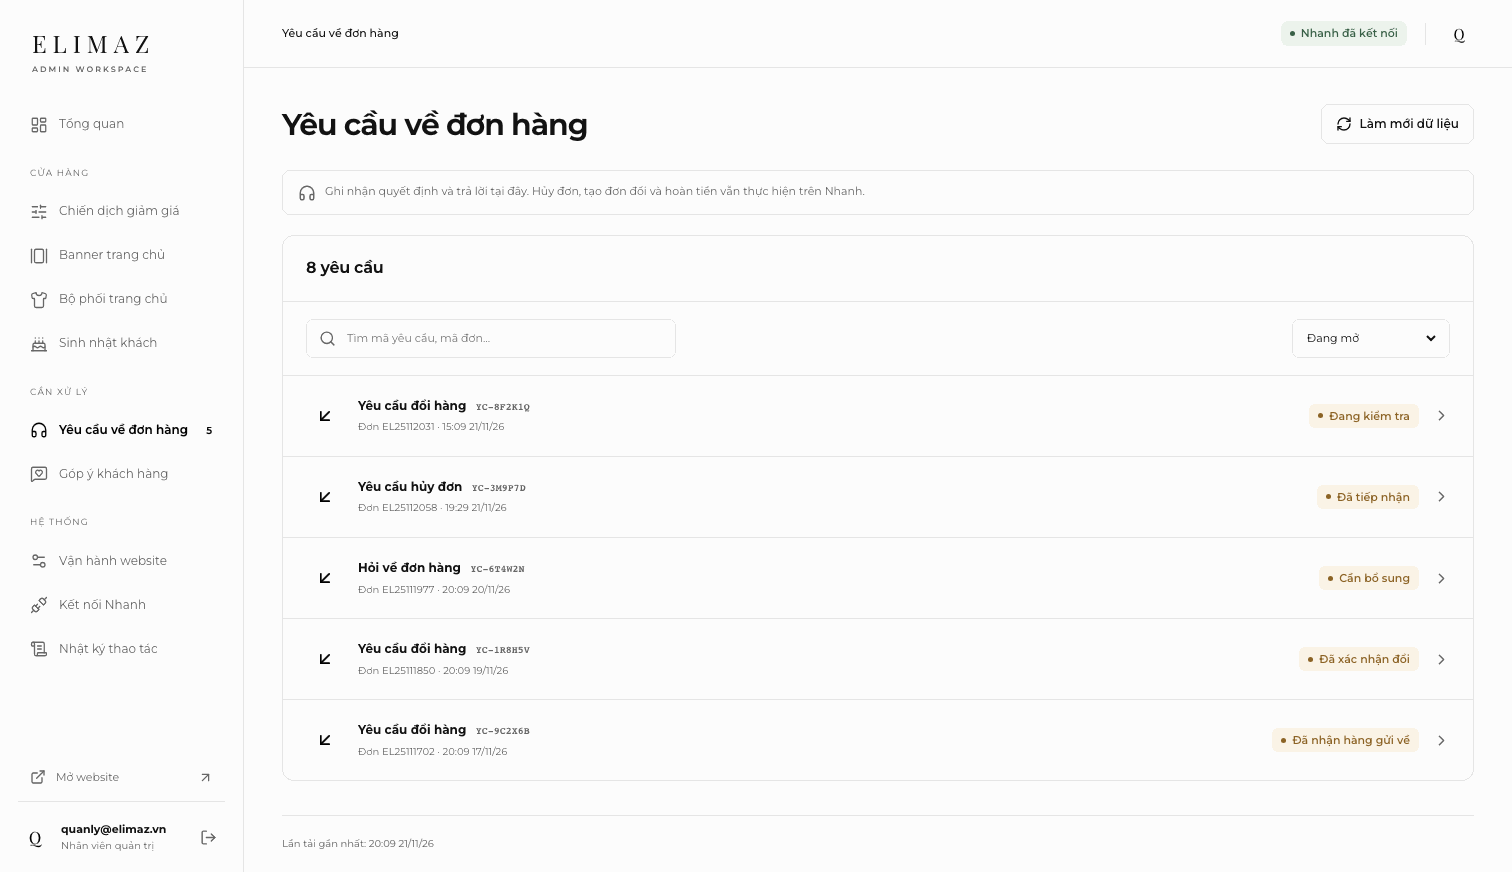 ELIMAZ
ADMIN WORKSPACE
Tổng quan
CỬA HÀNG
Chiến dịch giảm giá
Banner trang chủ
Bộ phối trang chủ
Sinh nhật khách
CẦN XỬ LÝ
Yêu cầu về đơn hàng 5
Góp ý khách hàng
HỆ THỐNG
Vận hành website
Kết nối Nhanh
Nhật ký thao tác
Mở website
Q
quanly@elimaz.vn
Nhân viên quản trị
Yêu cầu về đơn hàng
Nhanh đã kết nối
Q
Yêu cầu về đơn hàng
Làm mới dữ liệu
Ghi nhận quyết định và trả lời tại đây. Hủy đơn, tạo đơn đổi và hoàn tiền vẫn thực hiện trên Nhanh.
8 yêu cầu
Tìm mã yêu cầu, mã đơn...
Đang mở
Yêu cầu đổi hàng YC-8F2K1Q
Đơn EL25112031 · 15:09 21/11/26
Đang kiểm tra
Yêu cầu hủy đơn YC-3M9P7D
Đơn EL25112058 · 19:29 21/11/26
Đã tiếp nhận
Hỏi về đơn hàng YC-6T4W2N
Đơn EL25111977 · 20:09 20/11/26
Cần bổ sung
Yêu cầu đổi hàng YC-1R8H5V
Đơn EL25111850 · 20:09 19/11/26
Đã xác nhận đổi
Yêu cầu đổi hàng YC-9C2X6B
Đơn EL25111702 · 20:09 17/11/26
Đã nhận hàng gửi về
Lần tải gần nhất: 20:09 21/11/26